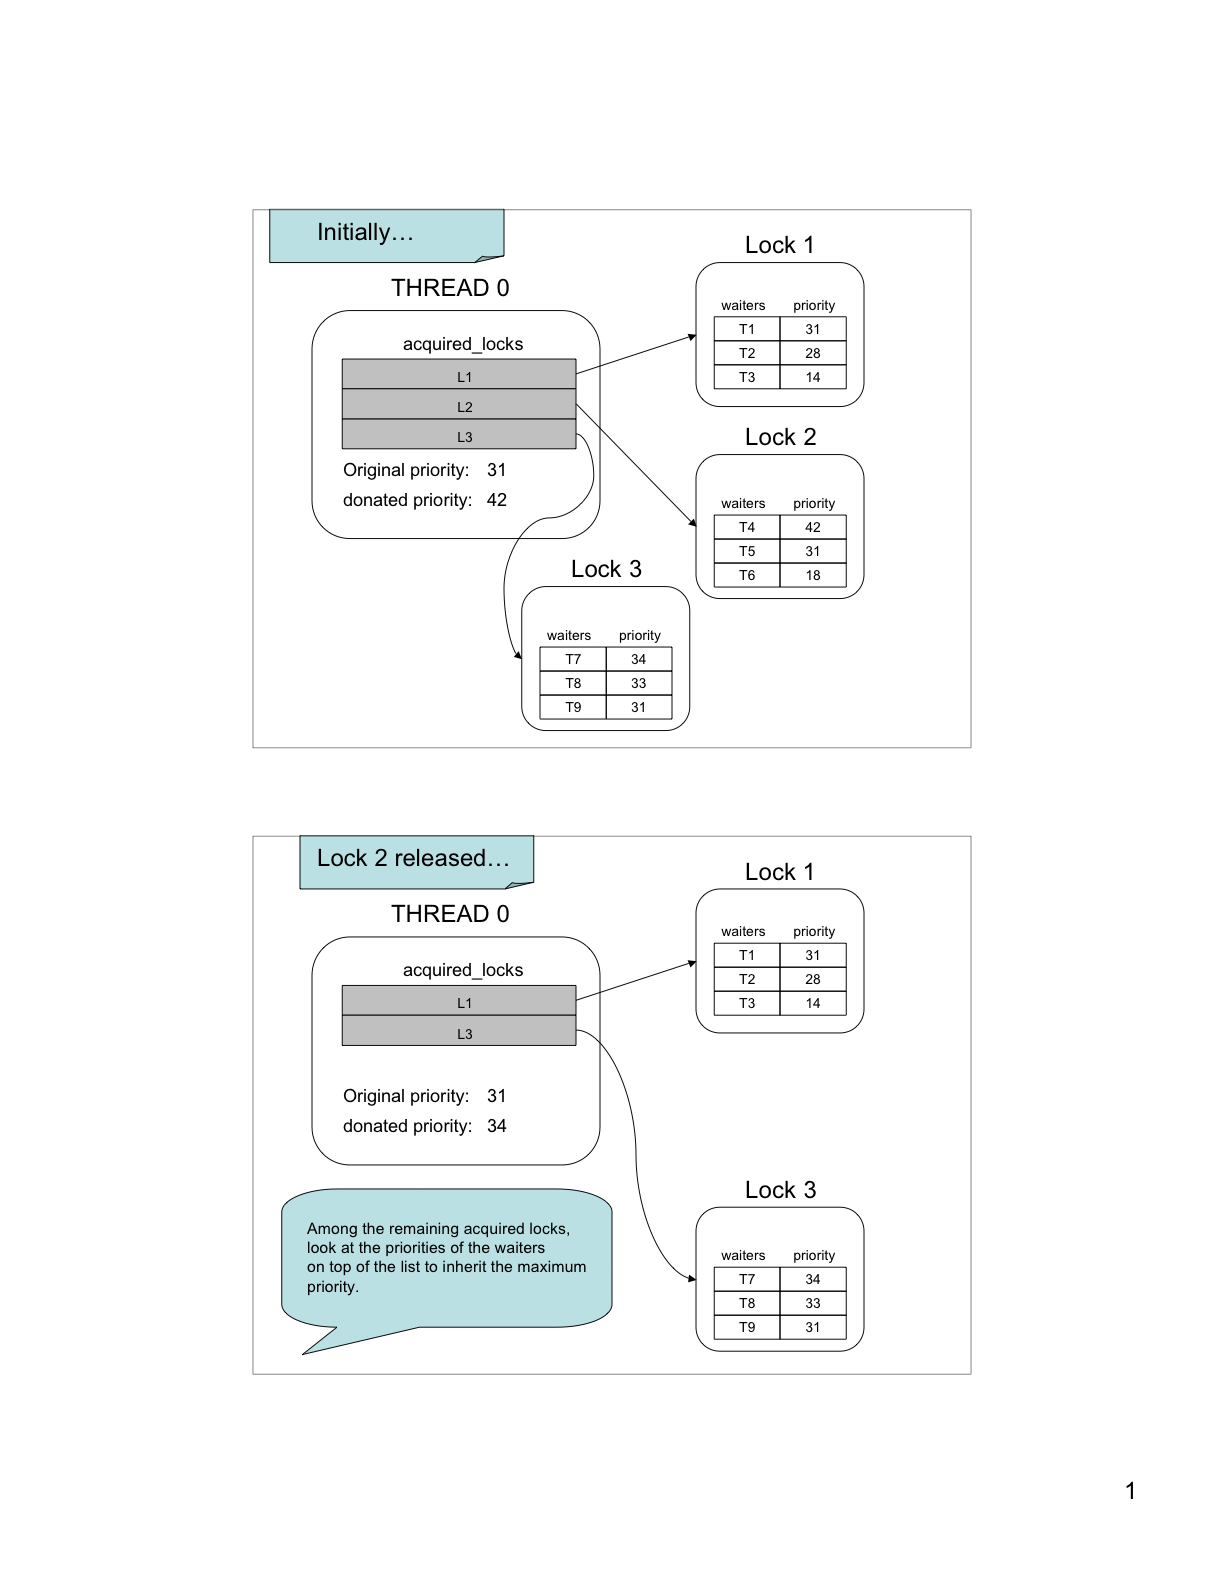 Initially…
THREAD 0
acquired_locks
L1
L2
L3
Original priority: 31
donated priority: 42
Lock 1
waiters priority
T1 31
T2 28
T3 14
Lock 2
waiters priority
T4 42
T5 31
T6 18
Lock 3
waiters priority
T7 34
T8 33
T9 31
Lock 2 released…
THREAD 0
acquired_locks
L1
L3
Original priority: 31
donated priority: 34
Lock 1
waiters priority
T1 31
T2 28
T3 14
Lock 3
waiters priority
T7 34
T8 33
T9 31
Among the remaining acquired locks,
look at the priorities of the waiters
on top of the list to inherit the maximum
priority.
1